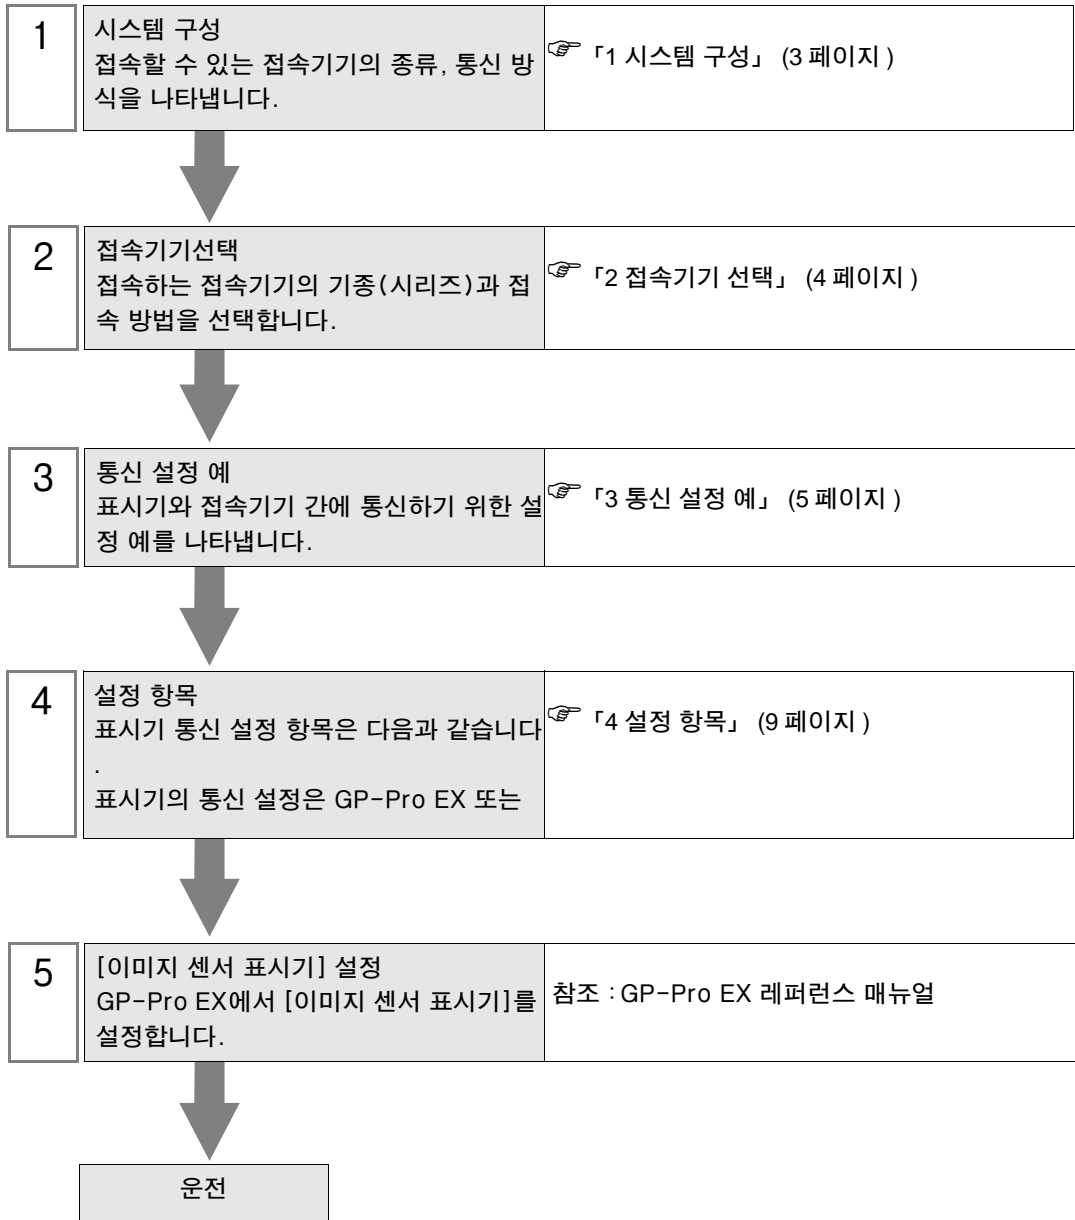 1
시스템 구성
접속할 수 있는 접속기기의 종류, 통신 방
식을 나타냅니다.
☞「1 시스템 구성」 (3 페이지 )
2
접속기기선택
접속하는 접속기기의 기종(시리즈)과 접
속 방법을 선택합니다.
☞「2 접속기기 선택」 (4 페이지 )
3
통신 설정 예
표시기와 접속기기 간에 통신하기 위한 설
정 예를 나타냅니다.
☞「3 통신 설정 예」 (5 페이지 )
4
설정 항목
표시기 통신 설정 항목은 다음과 같습니다
.
표시기의 통신 설정은 GP-Pro EX 또는
☞「4 설정 항목」 (9 페이지 )
5
[이미지 센서 표시기] 설정
GP-Pro EX에서 [이미지 센서 표시기]를
설정합니다.
참조 : GP-Pro EX 레퍼런스 매뉴얼
운전